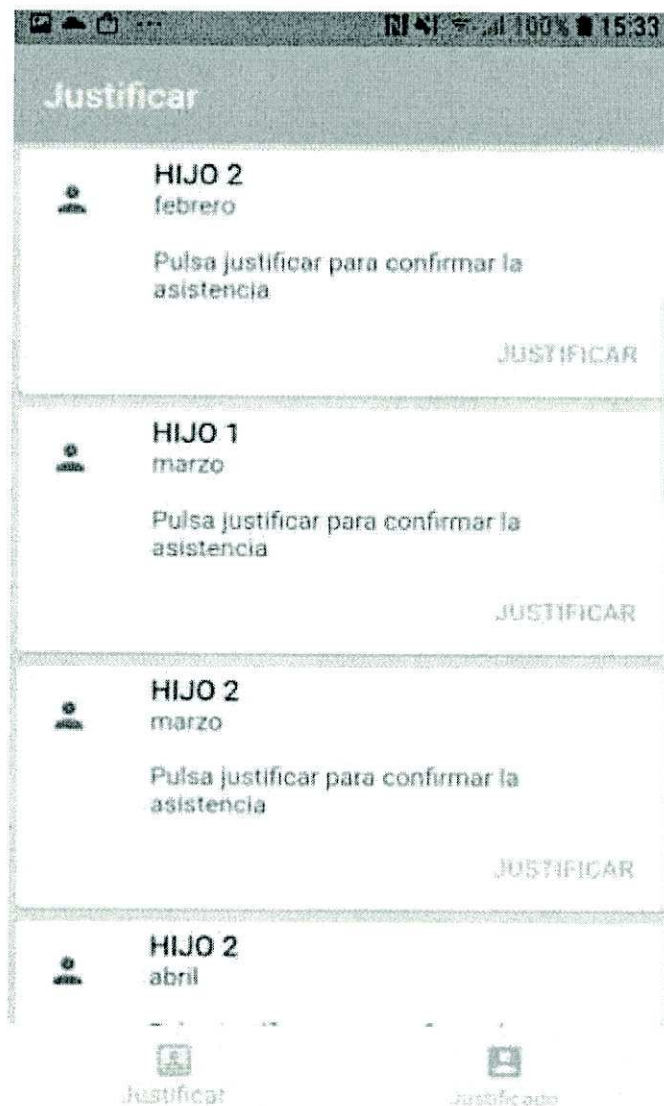 100% 15:33
Justificar
HIJO 2
febrero
Pulsa justificar para confirmar la
asistencia
JUSTIFICAR
HIJO 1
marzo
Pulsa justificar para confirmar la
asistencia
JUSTIFICAR
HIJO 2
marzo
Pulsa justificar para confirmar la
asistencia
JUSTIFICAR
HIJO 2
abril
Justificar
Justificado